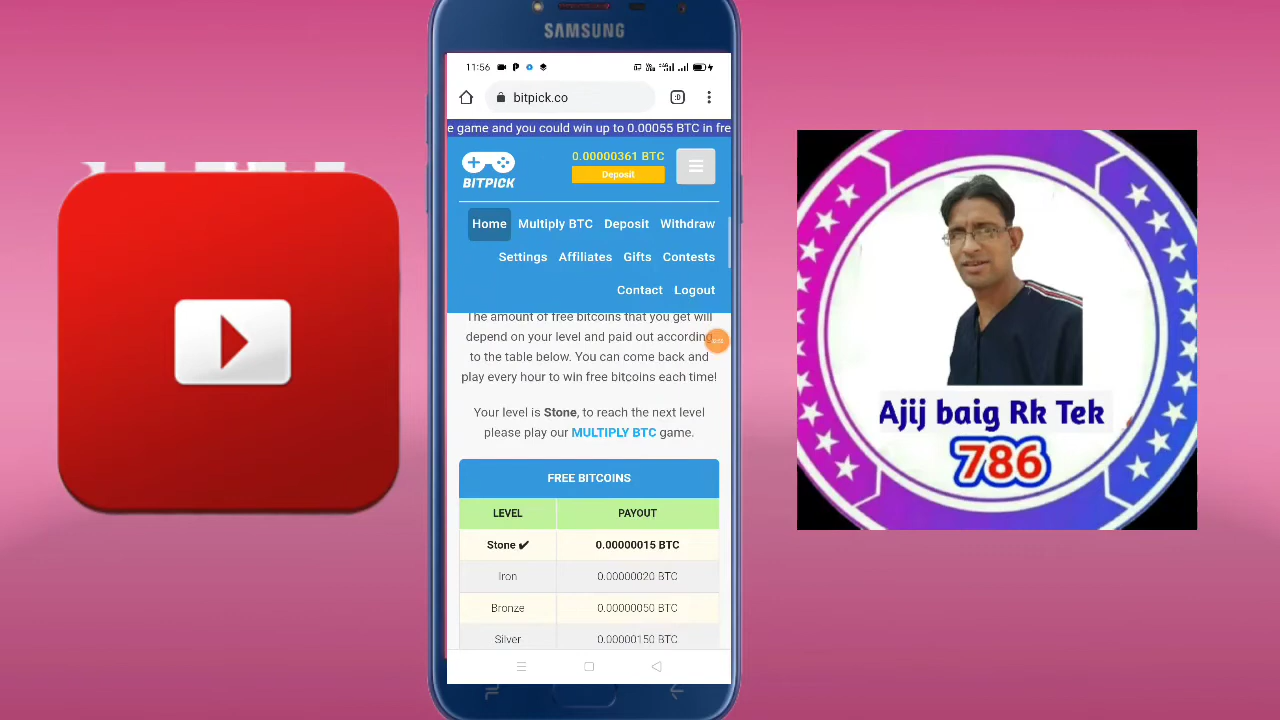 SAMSUNG
11:56
bitpick.co
:D
e game and you could win up to 0.00055 BTC in fre
0.00000361 BTC
Deposit
BITPICK
Home Multiply BTC Deposit Withdraw
Settings Affiliates Gifts Contests
Contact Logout
The amount of free bitcoins that you get will
depend on your level and paid out according
to the table below. You can come back and
play every hour to win free bitcoins each time!
Your level is Stone, to reach the next level
please play our MULTIPLY BTC game.
FREE BITCOINS
LEVEL PAYOUT
Stone ✔ 0.00000015 BTC
Iron 0.00000020 BTC
Bronze 0.00000050 BTC
Silver 0.00000150 BTC
Ajij baig Rk Tek
786